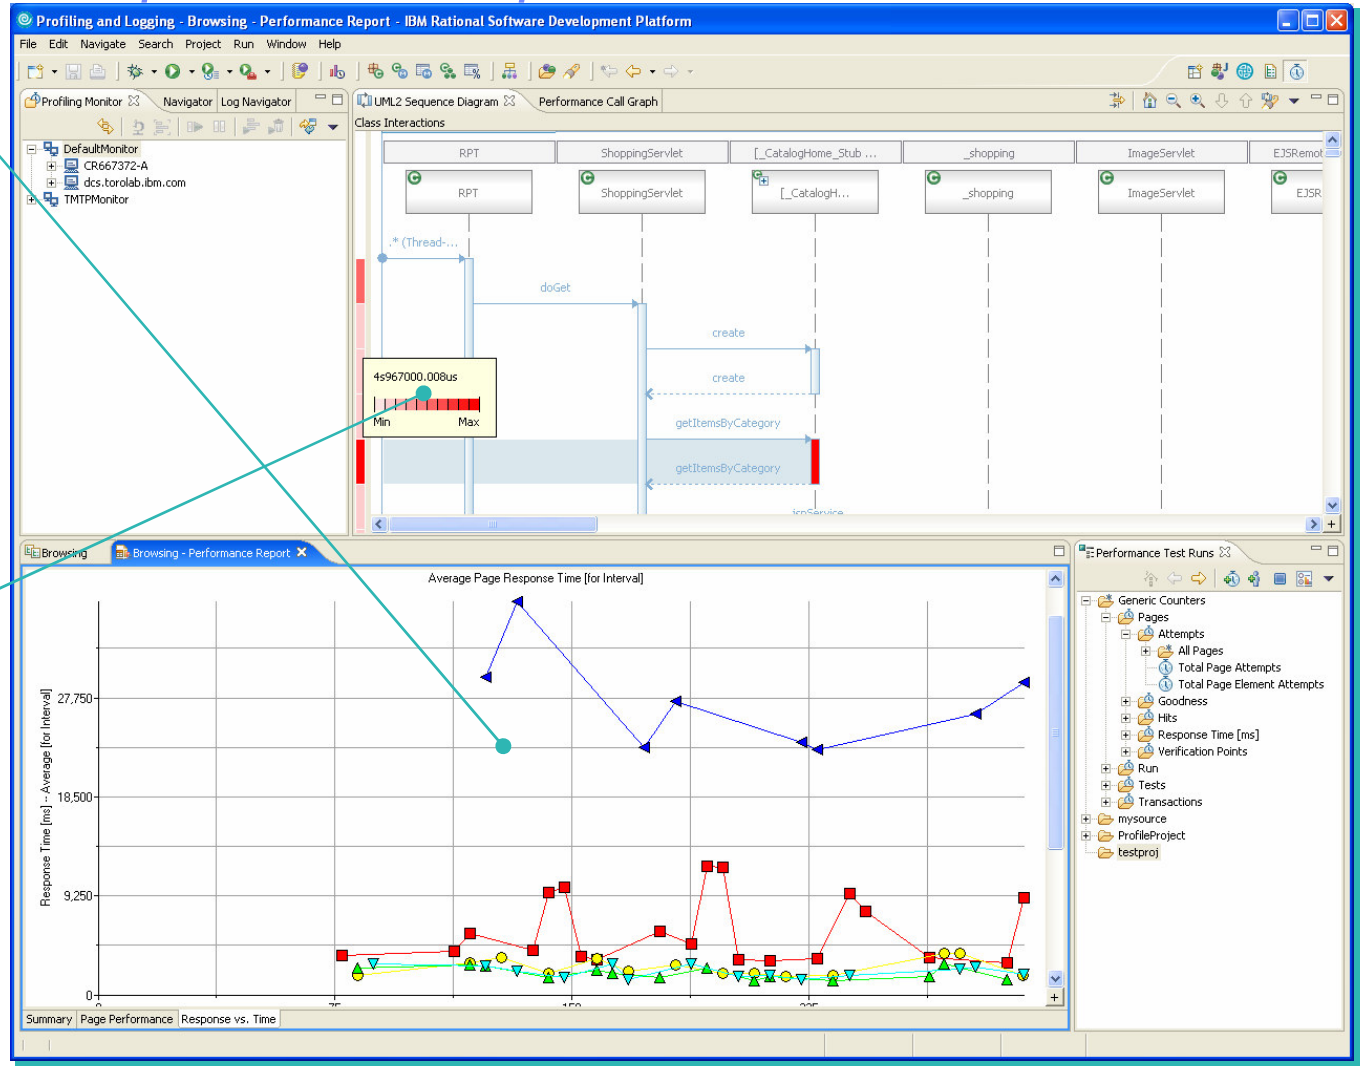 Profiling and Logging - Browsing - Performance Report - IBM Rational Software Development Platform
File Edit Navigate Search Project Run Window Help
Profiling Monitor Navigator Log Navigator
DefaultMonitor
CR667372-A
dcs.torolab.ibm.com
TMTPMonitor
UML2 Sequence Diagram Performance Call Graph
Class Interactions
RPT ShoppingServlet [_CatalogHome_Stub ... _shopping ImageServlet EJSRemot
RPT ShoppingServlet [_CatalogH... _shopping ImageServlet EJSR
.* (Thread-...
doGet
create
create
4s967000.008us
Min Max
getItemsByCategory
getItemsByCategory
jspService
Browsing Browsing - Performance Report
Average Page Response Time [for Interval]
Response Time [ms] -- Average [for Interval]
27,750
18,500
9,250
0
0 75 150 225
Summary Page Performance Response vs. Time
Performance Test Runs
Generic Counters
Pages
Attempts
All Pages
Total Page Attempts
Total Page Element Attempts
Goodness
Hits
Response Time [ms]
Verification Points
Run
Tests
Transactions
mysource
ProfileProject
testproj